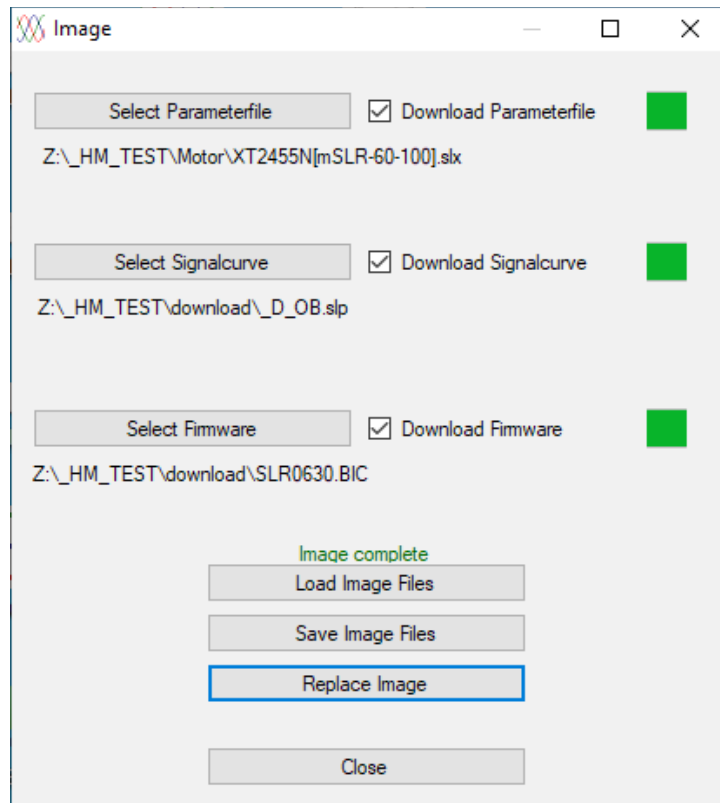 Image
Select Parameterfile Download Parameterfile
Z:\_HM_TEST\Motor\XT2455N[mSLR-60-100].slx
Select Signalcurve Download Signalcurve
Z:\_HM_TEST\download\_D_OB.slp
Select Firmware Download Firmware
Z:\_HM_TEST\download\SLR0630.BIC
Image complete
Load Image Files
Save Image Files
Replace Image
Close